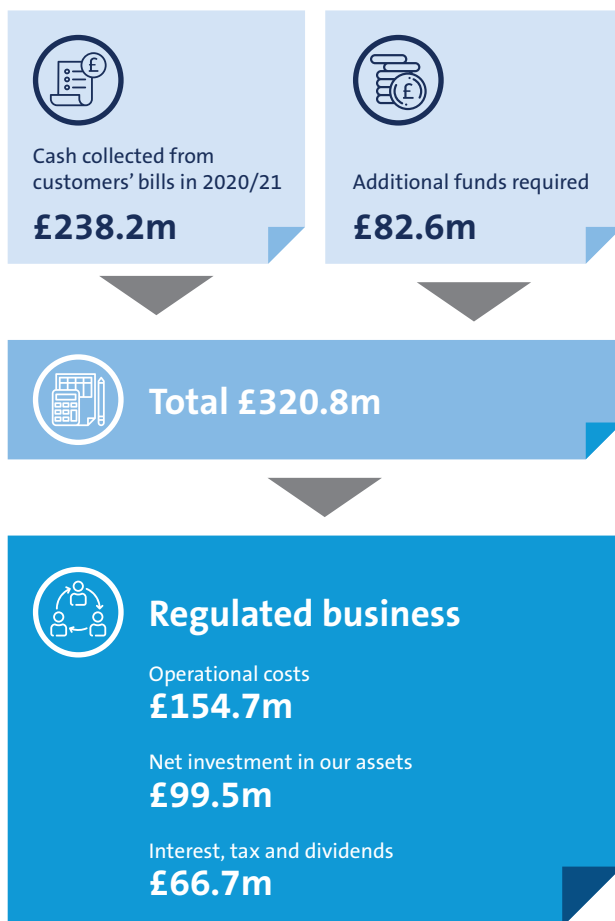 £
Cash collected from
customers’ bills in 2020/21
£238.2m
£
Additional funds required
£82.6m
Total £320.8m
Regulated business
Operational costs
£154.7m
Net investment in our assets
£99.5m
Interest, tax and dividends
£66.7m